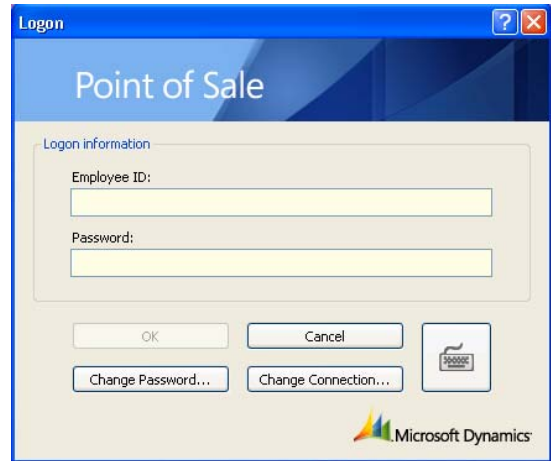 Logon
Point of Sale
Logon information
Employee ID:
Password:
OK
Cancel
Change Password...
Change Connection...
Microsoft Dynamics